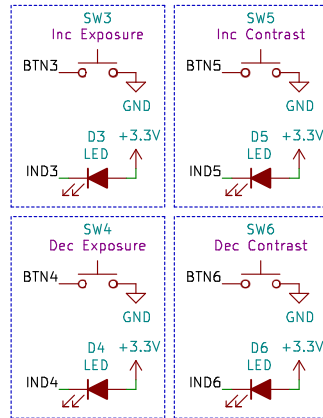 SW3
Inc Exposure
BTN3
GND
D3 +3.3V
LED
IND3
SW5
Inc Contrast
BTN5
GND
D5 +3.3V
LED
IND5
SW4
Dec Exposure
BTN4
GND
D4 +3.3V
LED
IND4
SW6
Dec Contrast
BTN6
GND
D6 +3.3V
LED
IND6